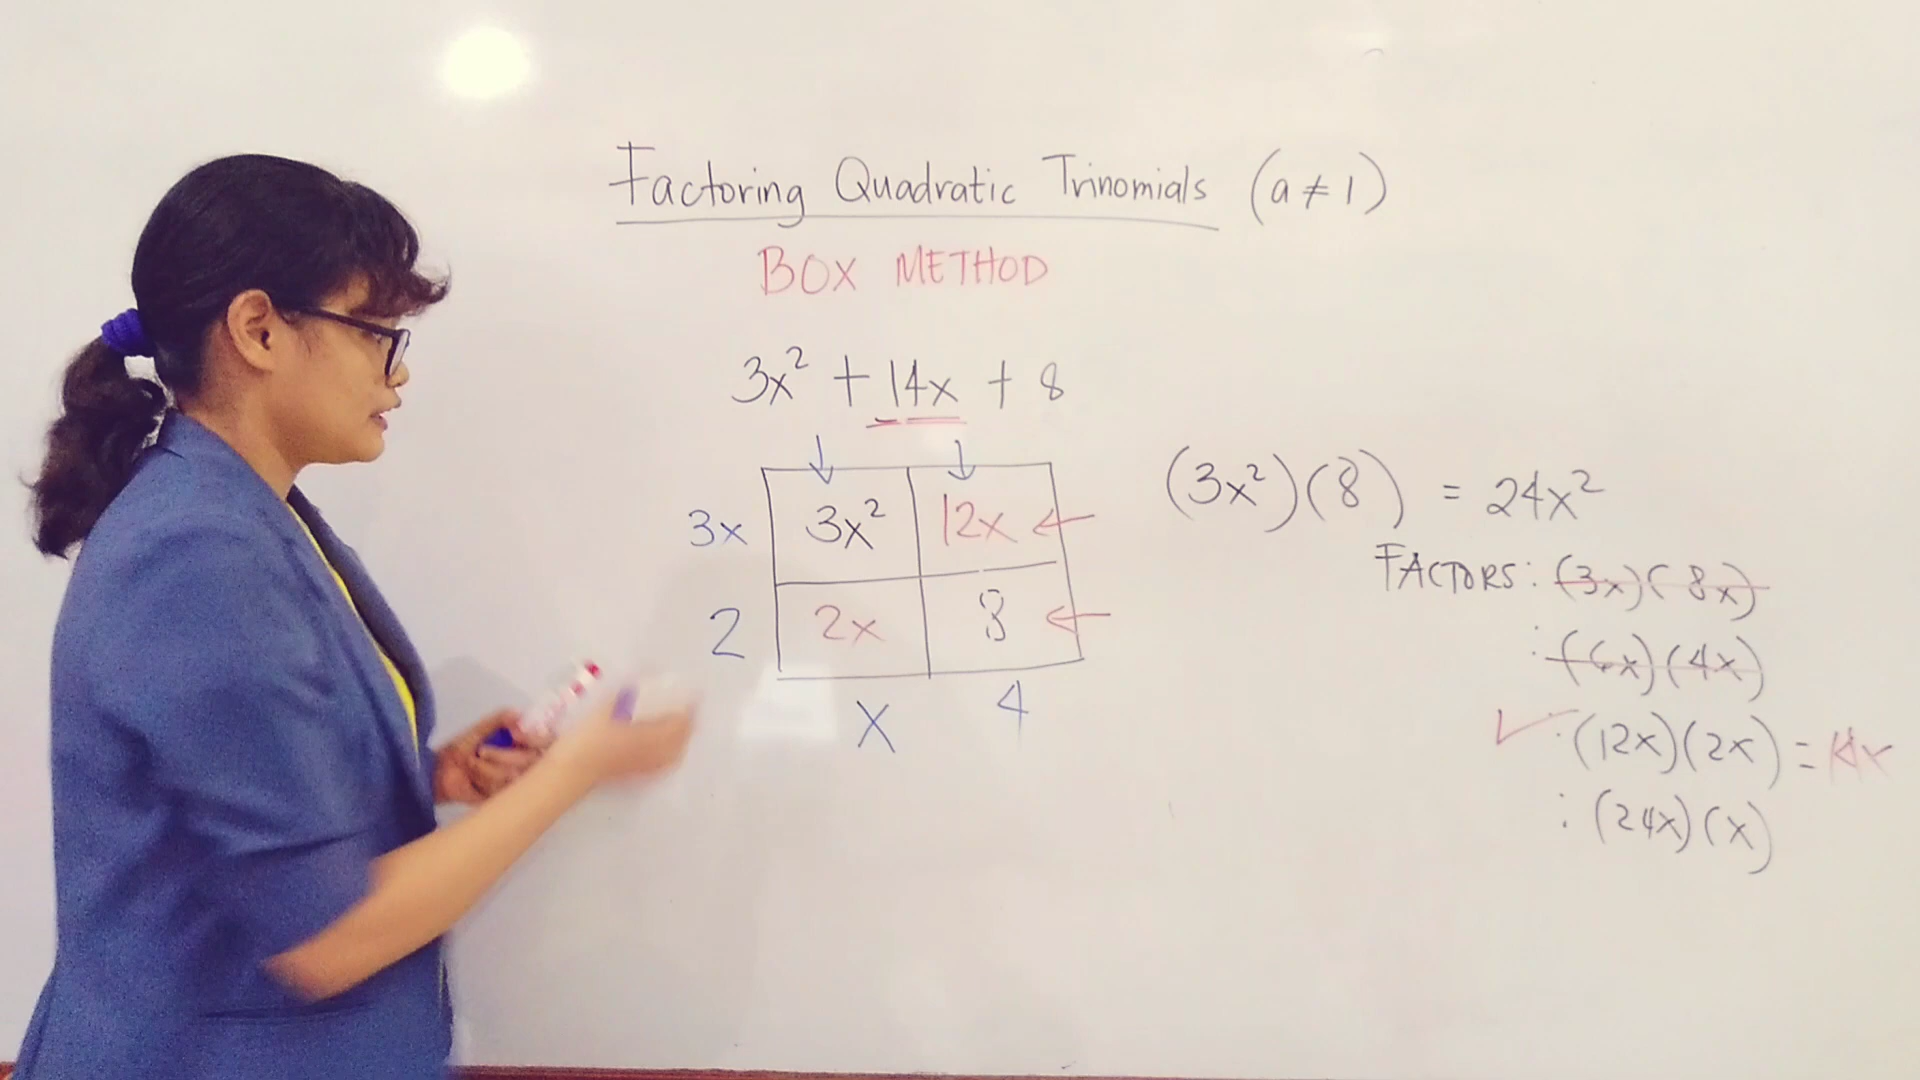 Factoring Quadratic Trinomials (a ≠ 1)
BOX METHOD
3x² + 14x + 8
3x 3x² 12x
2 2x 8
x 4
(3x²)(8) = 24x²
FACTORS: (3x)(8x)
: (6x)(4x)
✓ : (12x)(2x) = 14x
: (24x)(x)